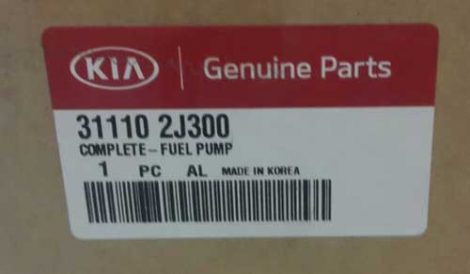 KIA Genuine Parts
31110 2J300
COMPLETE-FUEL PUMP
1 PC AL MADE IN KOREA